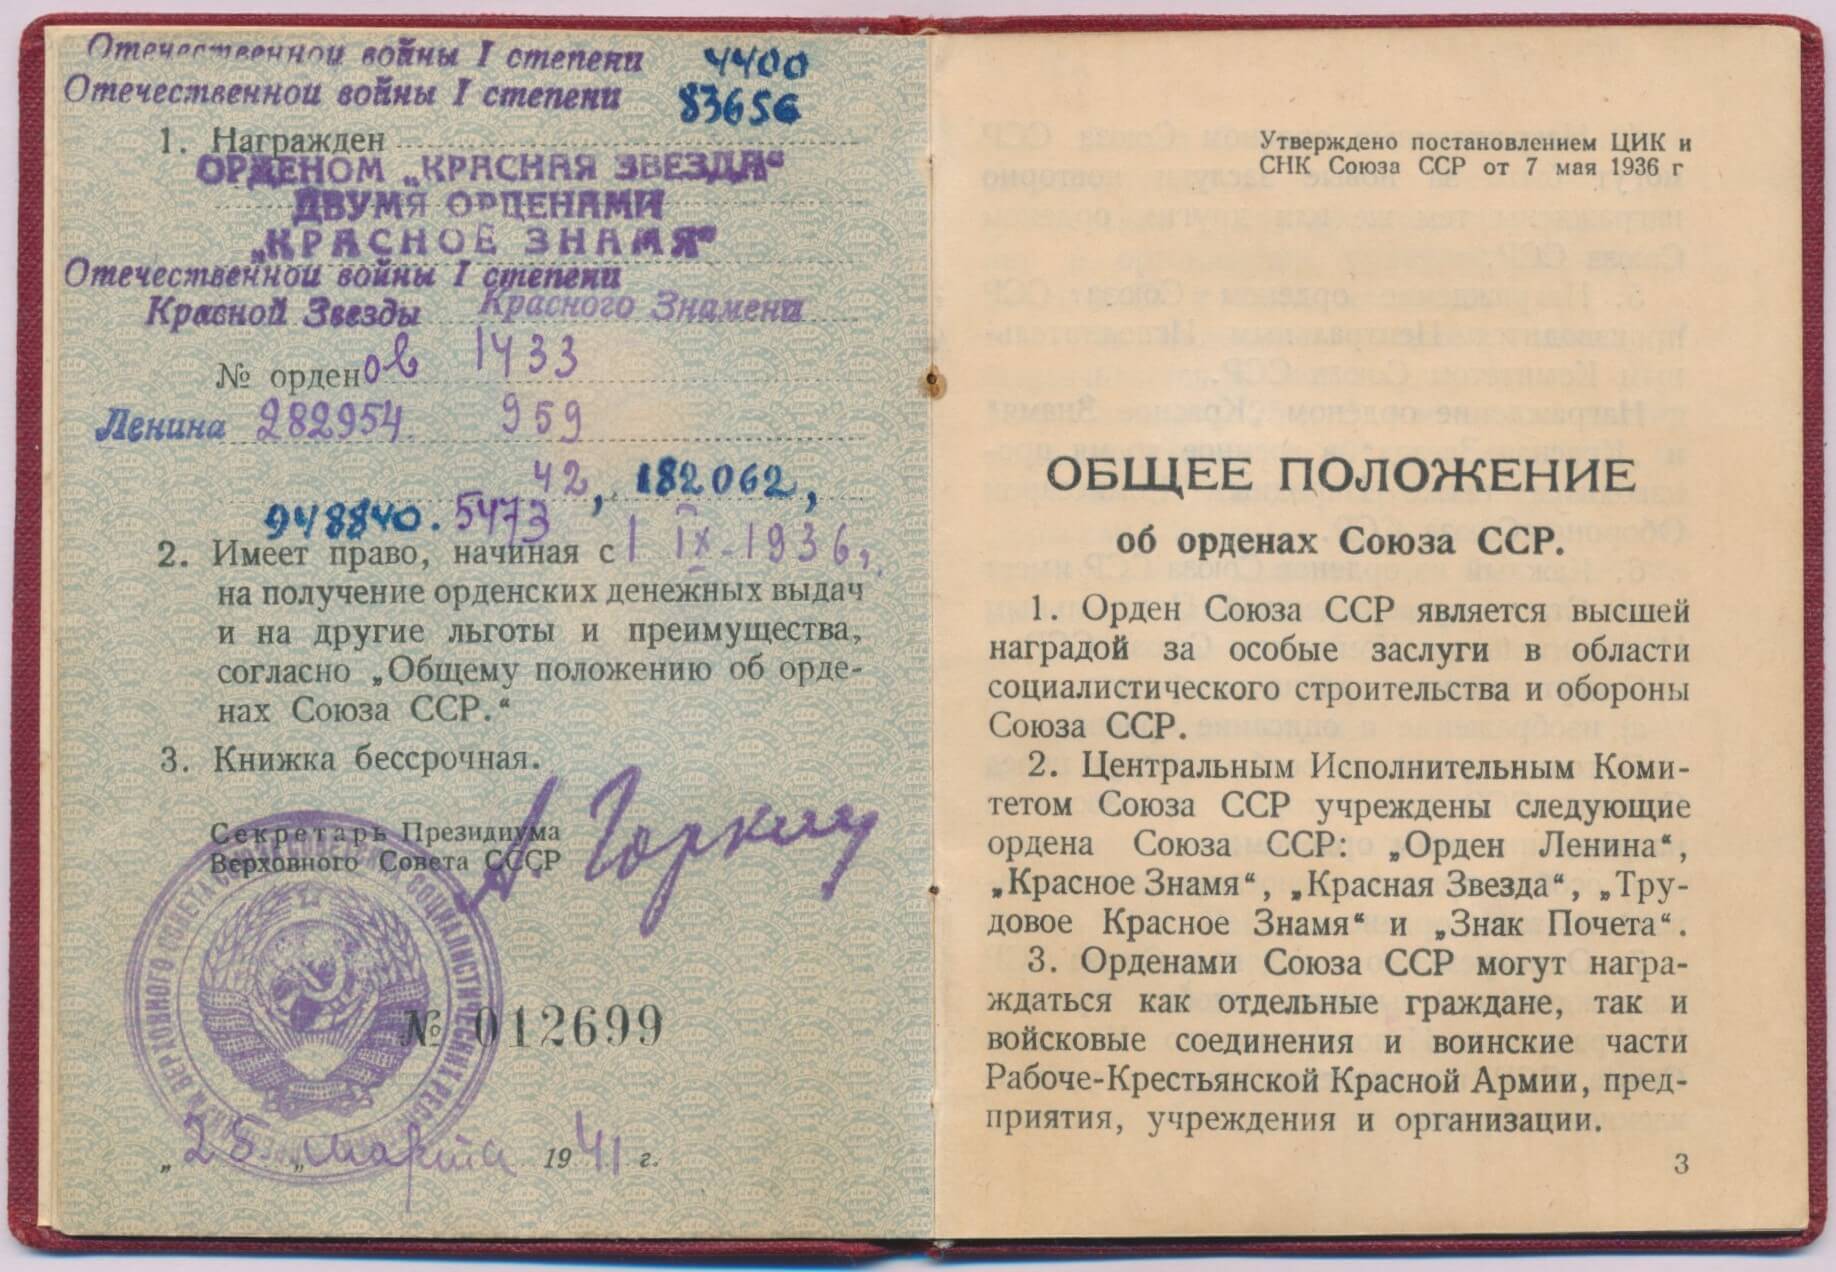 Отечественной войны I степени 4400
Отечественной войны I степени 83656
1. Награжден
ОРДЕНОМ „КРАСНАЯ ЗВЕЗДА“
ДВУМЯ ОРДЕНАМИ
„КРАСНОЕ ЗНАМЯ“
Отечественной войны I степени
Красной Звезды Красного Знамени
№ орденов 1433
Ленина 282954. 959
42, 182062,
948840. 5473
2. Имеет право, начиная с 1 IX-1936г.
на получение орденских денежных выдач
и на другие льготы и преимущества,
согласно „Общему положению об орде-
нах Союза ССР.“
3. Книжка бессрочная.
Секретарь Президиума
Верховного Совета СССР
А. Горкин
№ 012699
„25 „ марта 1941 г.
Утверждено постановлением ЦИК и
СНК Союза ССР от 7 мая 1936 г
ОБЩЕЕ ПОЛОЖЕНИЕ
об орденах Союза ССР.
1. Орден Союза ССР является высшей
наградой за особые заслуги в области
социалистического строительства и обороны
Союза ССР.
2. Центральным Исполнительным Коми-
тетом Союза ССР учреждены следующие
ордена Союза ССР: „Орден Ленина“,
„Красное Знамя“, „Красная Звезда“, „Тру-
довое Красное Знамя“ и „Знак Почета“.
3. Орденами Союза ССР могут награ-
ждаться как отдельные граждане, так и
войсковые соединения и воинские части
Рабоче-Крестьянской Красной Армии, пред-
приятия, учреждения и организации.
3